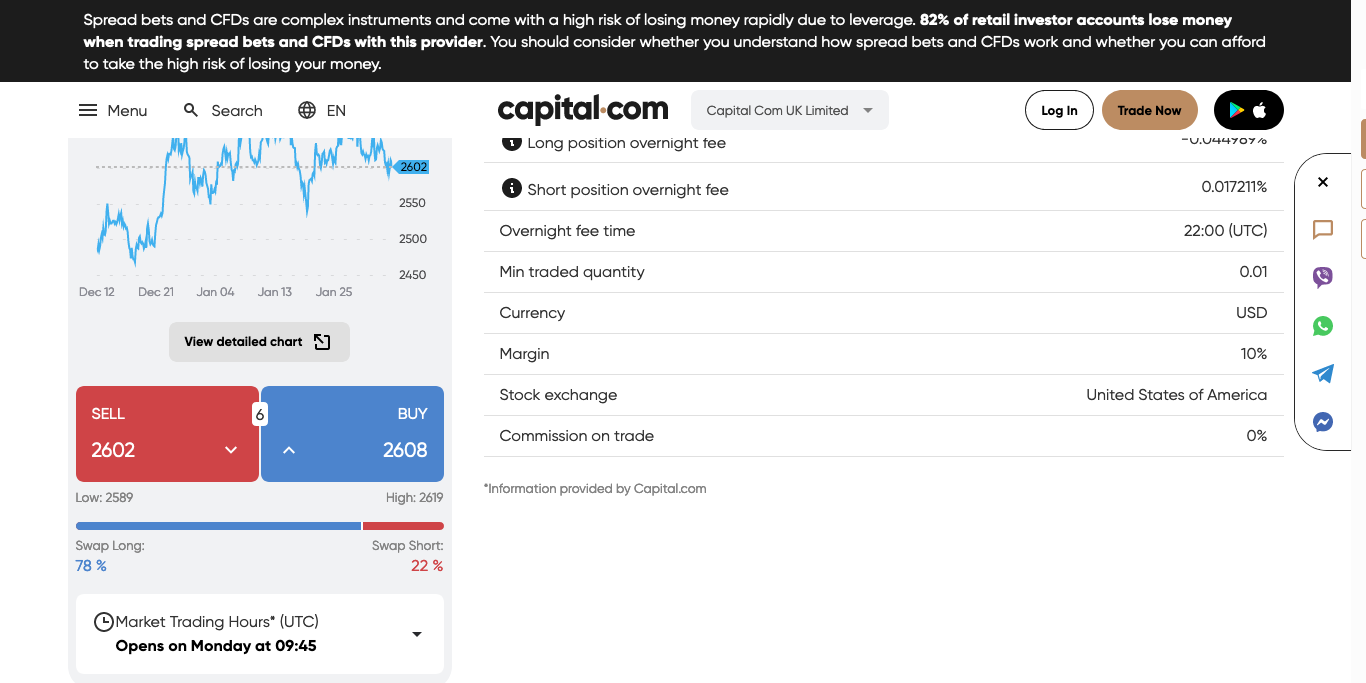 Spread bets and CFDs are complex instruments and come with a high risk of losing money rapidly due to leverage. 82% of retail investor accounts lose money
when trading spread bets and CFDs with this provider. You should consider whether you understand how spread bets and CFDs work and whether you can afford
to take the high risk of losing your money.
Menu
Search
EN
capital.com
Capital Com UK Limited
Log In
Trade Now
2602
2550
2500
2450
Dec 12
Dec 21
Jan 04
Jan 13
Jan 25
View detailed chart
SELL
2602
6
BUY
2608
Low: 2589
High: 2619
Swap Long:
78 %
Swap Short:
22 %
Market Trading Hours* (UTC)
Opens on Monday at 09:45
Long position overnight fee
-0.044989%
Short position overnight fee
0.017211%
Overnight fee time
22:00 (UTC)
Min traded quantity
0.01
Currency
USD
Margin
10%
Stock exchange
United States of America
Commission on trade
0%
*Information provided by Capital.com